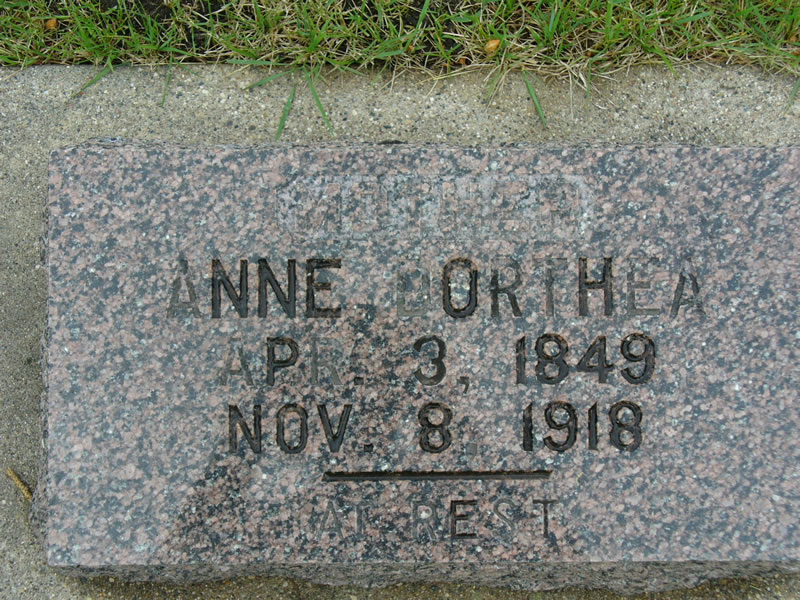 MOTHER
ANNE DORTHEA
APR. 3, 1849
NOV. 8, 1918
AT REST